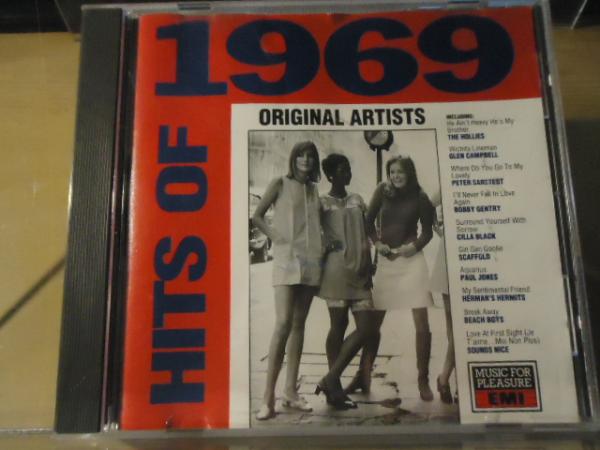 HITS OF 1969
ORIGINAL ARTISTS
INCLUDING:
He Ain't Heavy He's My
Brother
THE HOLLIES
Wichita Lineman
GLEN CAMPBELL
Where Do You Go To My
Lovely
PETER SARSTEDT
I'll Never Fall In Love
Again
BOBBY GENTRY
Surround Yourself With
Sorrow
CILLA BLACK
Gin Gan Goolie
SCAFFOLD
Aquarius
PAUL JONES
My Sentimental Friend
HERMAN'S HERMITS
Break Away
BEACH BOYS
Love At First Sight (Je
T'aime... Moi Non Plus)
SOUNDS NICE
MUSIC FOR
PLEASURE
EMI